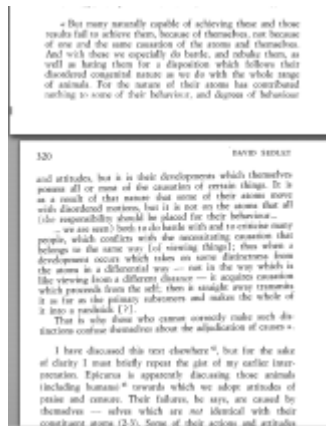 « But many naturally capable of achieving these and those
results fail to achieve them, because of themselves, not because
of one and the same causation of the atoms and themselves.
And with these we especially do battle, and rebuke them, as
well as hating them for a disposition which follows their
disordered congenital nature as we do with the whole range
of animals. For the nature of their atoms has contributed
nothing to some of their behaviour, and degrees of behaviour
320 DAVID SEDLEY
and attitudes, but it is their developments which themselves
possess all or most of the causation of certain things. It is
as a result of that nature that some of their atoms move
with disordered motions, but it is not on the atoms that all
(the responsibility should be placed for their behaviour...
... we are seen) both to do battle with and to criticise many
people, which conflicts with the necessitating causation that
belongs to the same way [of viewing things]; thus when a
development occurs which takes on some distinctness from
the atoms in a differential way — not in the way which is
like viewing from a different distance — it acquires causation
which proceeds from the self; then it straight away transmits
it as far as the primary substances and makes the whole of
it into a yardstick [?].
That is why those who cannot correctly make such dis-
tinctions confuse themselves about the adjudication of causes ».
I have discussed this text elsewhere, but for the sake
of clarity I must briefly repeat the gist of my earlier inter-
pretation. Epicurus is apparently discussing those animals
(including humans) towards which we adopt attitudes of
praise and censure. Their failures, he says, are caused by
themselves — selves which are not identical with their
constituent atoms (2-3). Some of their actions and attitudes